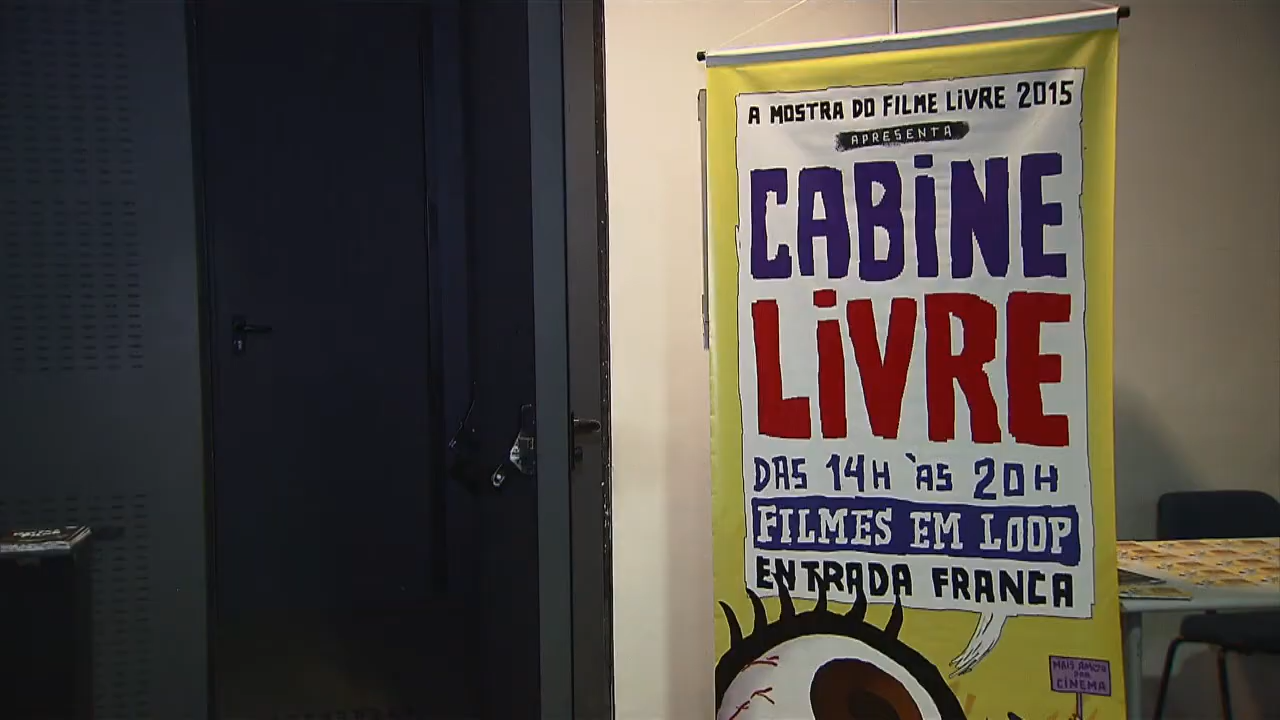 A MOSTRA DO FILME LiVRE 2015
APRESENTA
CABiNE
LiVRE
DAS 14H `AS 20H
FILMES EM LOOP
ENTRADA FRANCA
MAIS AMOR
POR
CINEMA